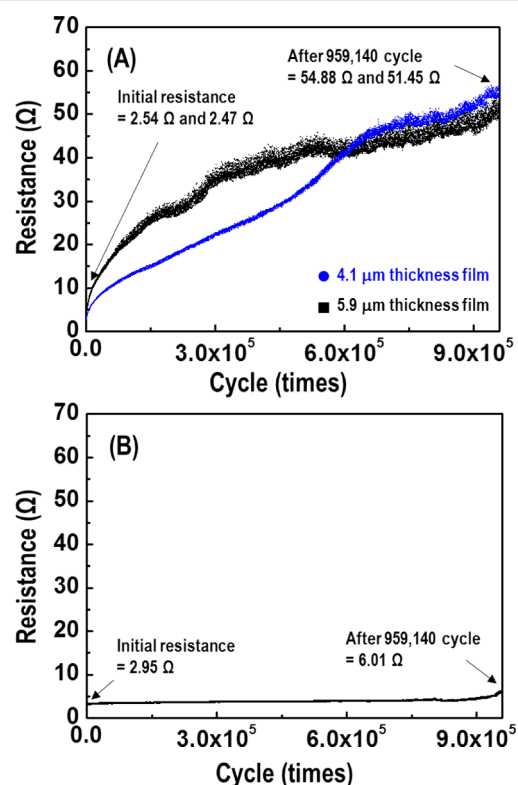 70
60
50
40
30
20
10
0
Resistance (Ω)
(A)
Initial resistance
= 2.54 Ω and 2.47 Ω
After 959,140 cycle
= 54.88 Ω and 51.45 Ω
4.1 μm thickness film
5.9 μm thickness film
0.0 3.0x10⁵ 6.0x10⁵ 9.0x10⁵
Cycle (times)
70
60
50
40
30
20
10
0
Resistance (Ω)
(B)
Initial resistance
= 2.95 Ω
After 959,140 cycle
= 6.01 Ω
0.0 3.0x10⁵ 6.0x10⁵ 9.0x10⁵
Cycle (times)